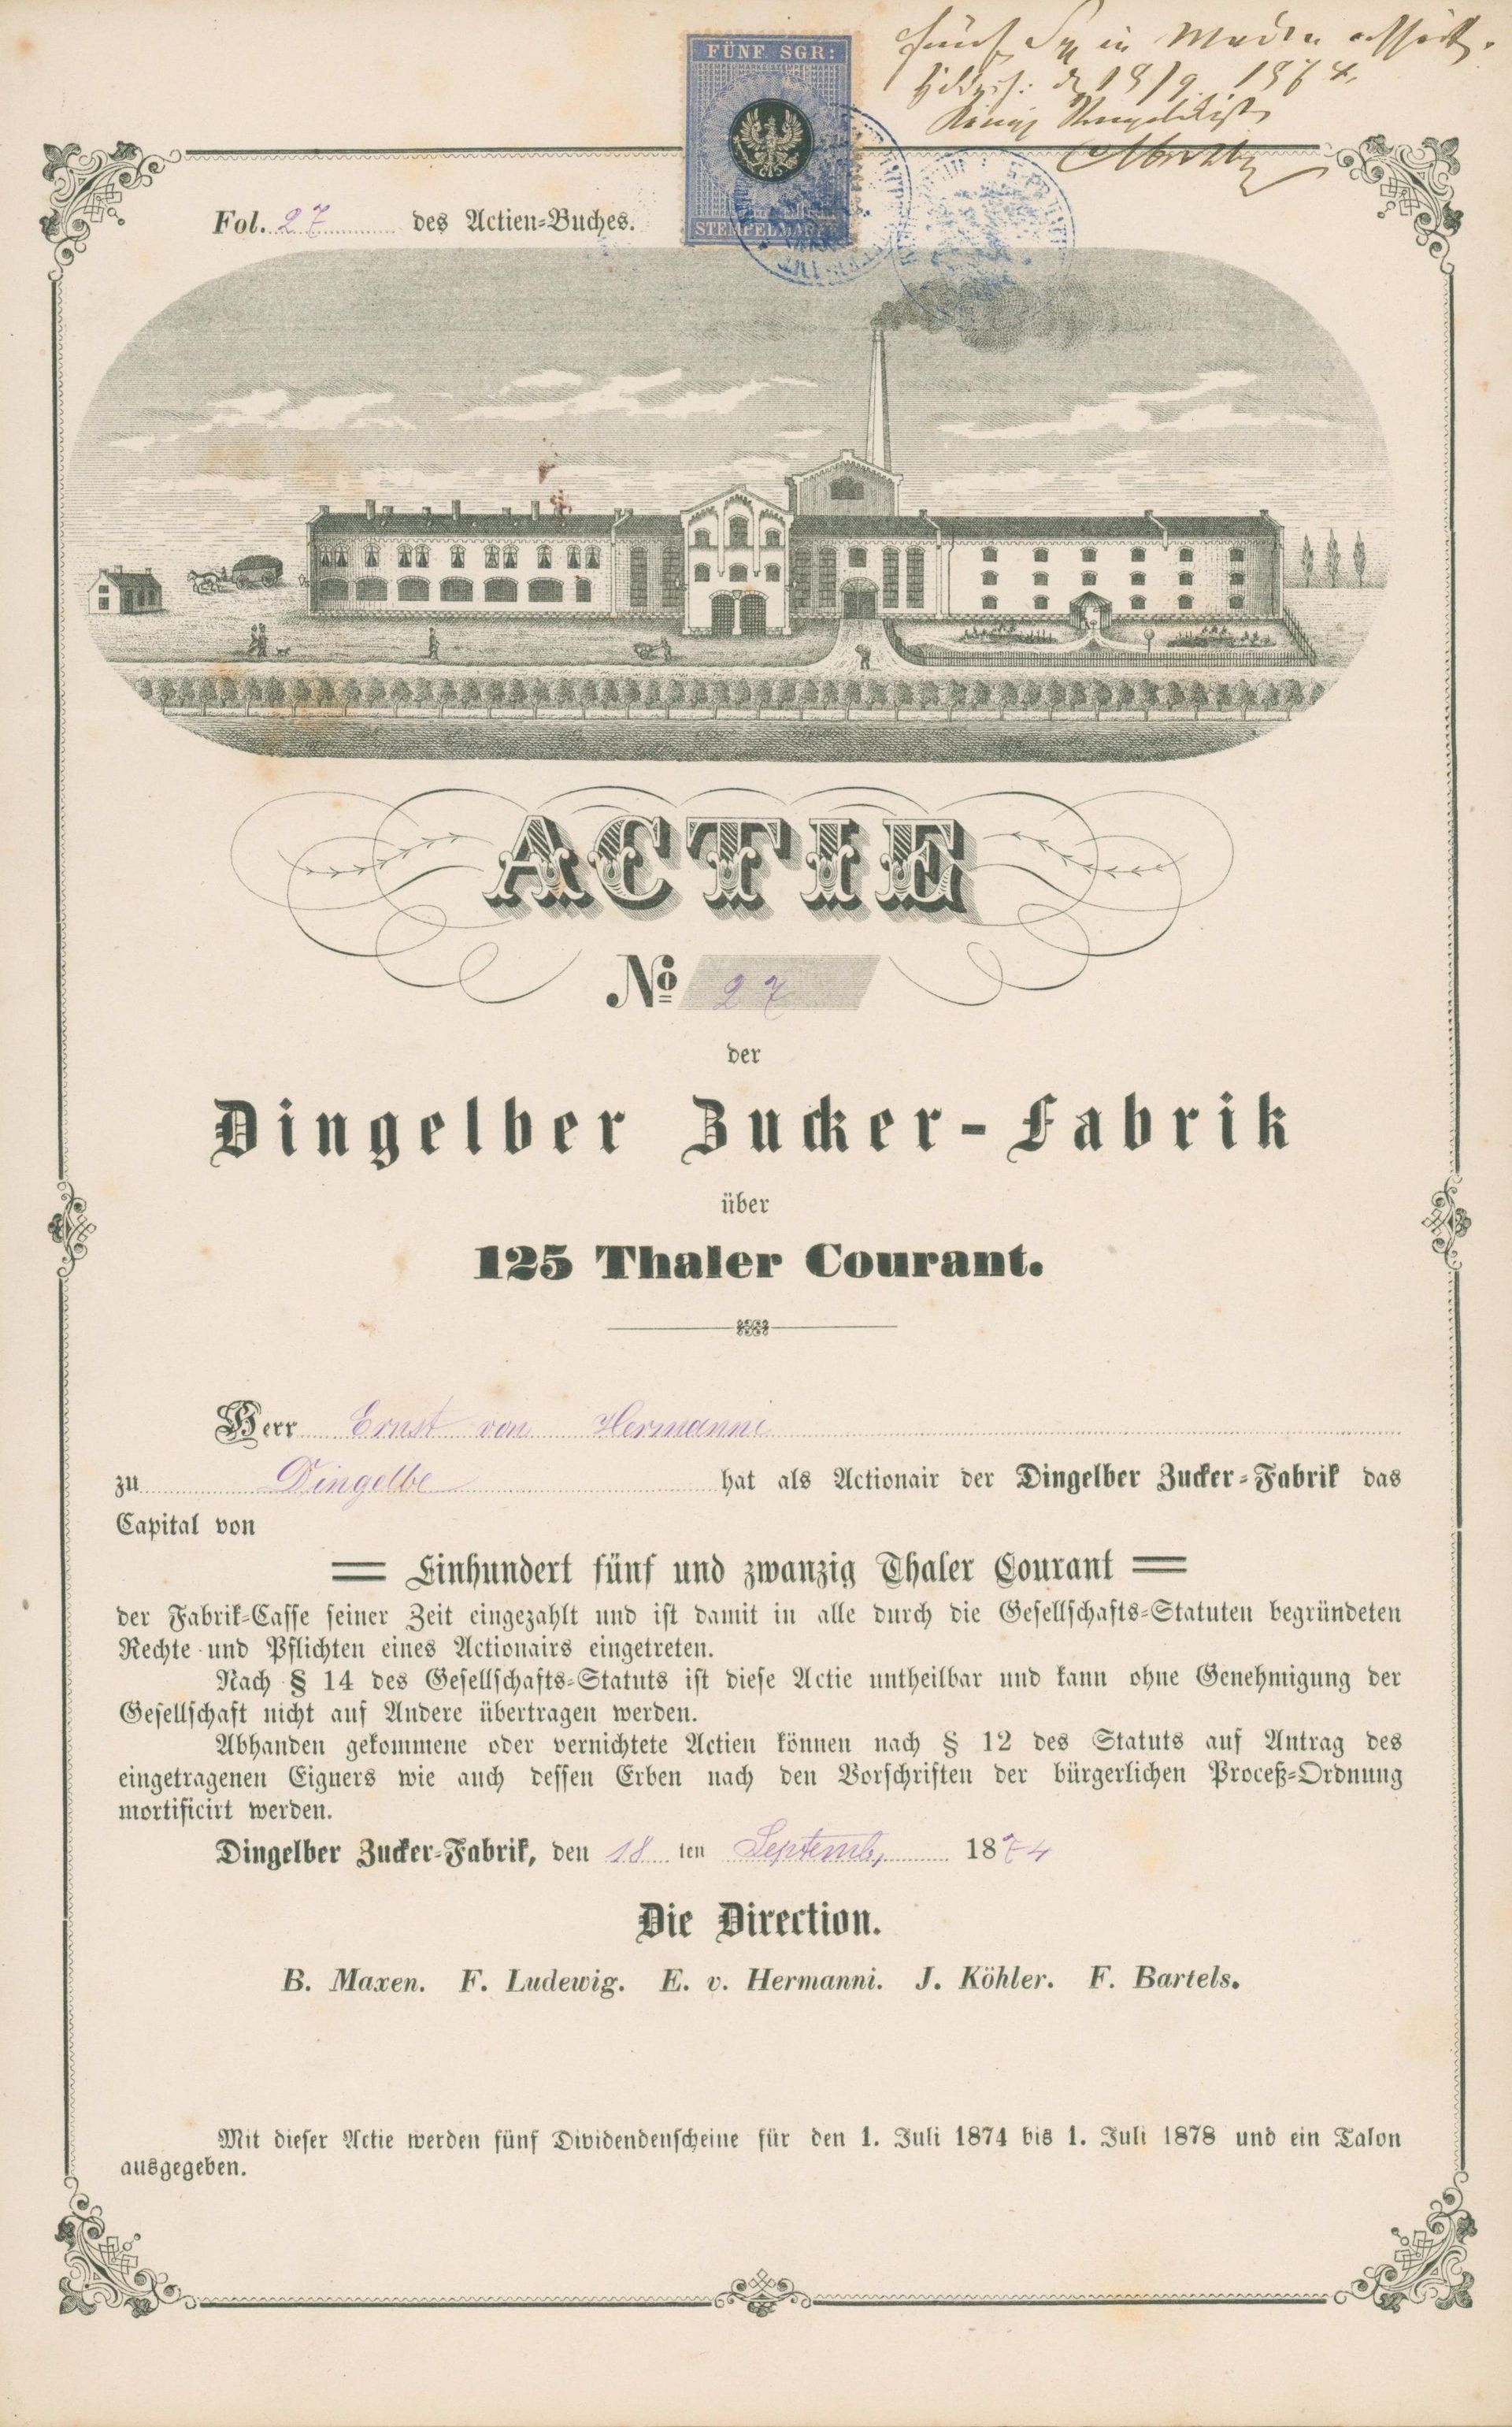 FÜNF SGR:
STEMPELMARKE
fünf Sgr in
Fol. 27 des Actien-Buches.
ACTIE
No 27
der
Dingelber Zucker-Fabrik
über
125 Thaler Courant.
Herr Ernst von Hermanni
zu Dingelbe hat als Actionair der Dingelber Zucker-Fabrik das
Capital von
Einhundert fünf und zwanzig Thaler Courant
der Fabrik-Casse seiner Zeit eingezahlt und ist damit in alle durch die Gesellschafts-Statuten begründeten
Rechte und Pflichten eines Actionairs eingetreten.
Nach § 14 des Gesellschafts-Statuts ist diese Actie untheilbar und kann ohne Genehmigung der
Gesellschaft nicht auf Andere übertragen werden.
Abhanden gekommene oder vernichtete Actien können nach § 12 des Statuts auf Antrag des
eingetragenen Eigners wie auch dessen Erben nach den Vorschriften der bürgerlichen Proceß-Ordnung
mortificirt werden.
Dingelber Zucker-Fabrik, den 18 ten Septemb, 1874
Die Direction.
B. Maxen. F. Ludewig. E. v. Hermanni. J. Köhler. F. Bartels.
Mit dieser Actie werden fünf Dividendenscheine für den 1. Juli 1874 bis 1. Juli 1878 und ein Talon
ausgegeben.